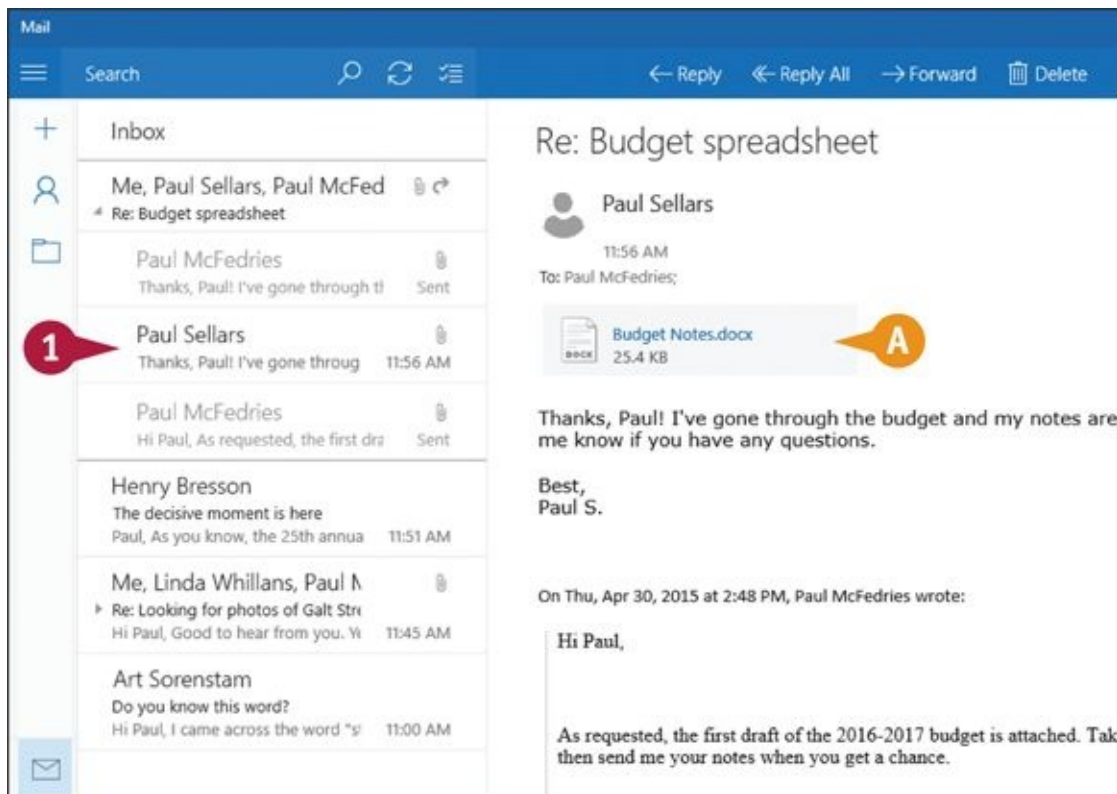 Mail
Search
Reply Reply All Forward Delete
Inbox
Me, Paul Sellars, Paul McFed
Re: Budget spreadsheet
Paul McFedries
Thanks, Paul! I've gone through th Sent
1
Paul Sellars
Thanks, Paul! I've gone throug 11:56 AM
Paul McFedries
Hi Paul, As requested, the first dra Sent
Henry Bresson
The decisive moment is here
Paul, As you know, the 25th annua 11:51 AM
Me, Linda Whillans, Paul
Re: Looking for photos of Galt Stre
Hi Paul, Good to hear from you. 11:45 AM
Art Sorenstam
Do you know this word?
Hi Paul, I came across the word "s 11:00 AM
Re: Budget spreadsheet
Paul Sellars
11:56 AM
To: Paul McFedries;
DOCX
Budget Notes.docx
25.4 KB
A
Thanks, Paul! I've gone through the budget and my notes are
me know if you have any questions.
Best,
Paul S.
On Thu, Apr 30, 2015 at 2:48 PM, Paul McFedries wrote:
Hi Paul,
As requested, the first draft of the 2016-2017 budget is attached. Tak
then send me your notes when you get a chance.